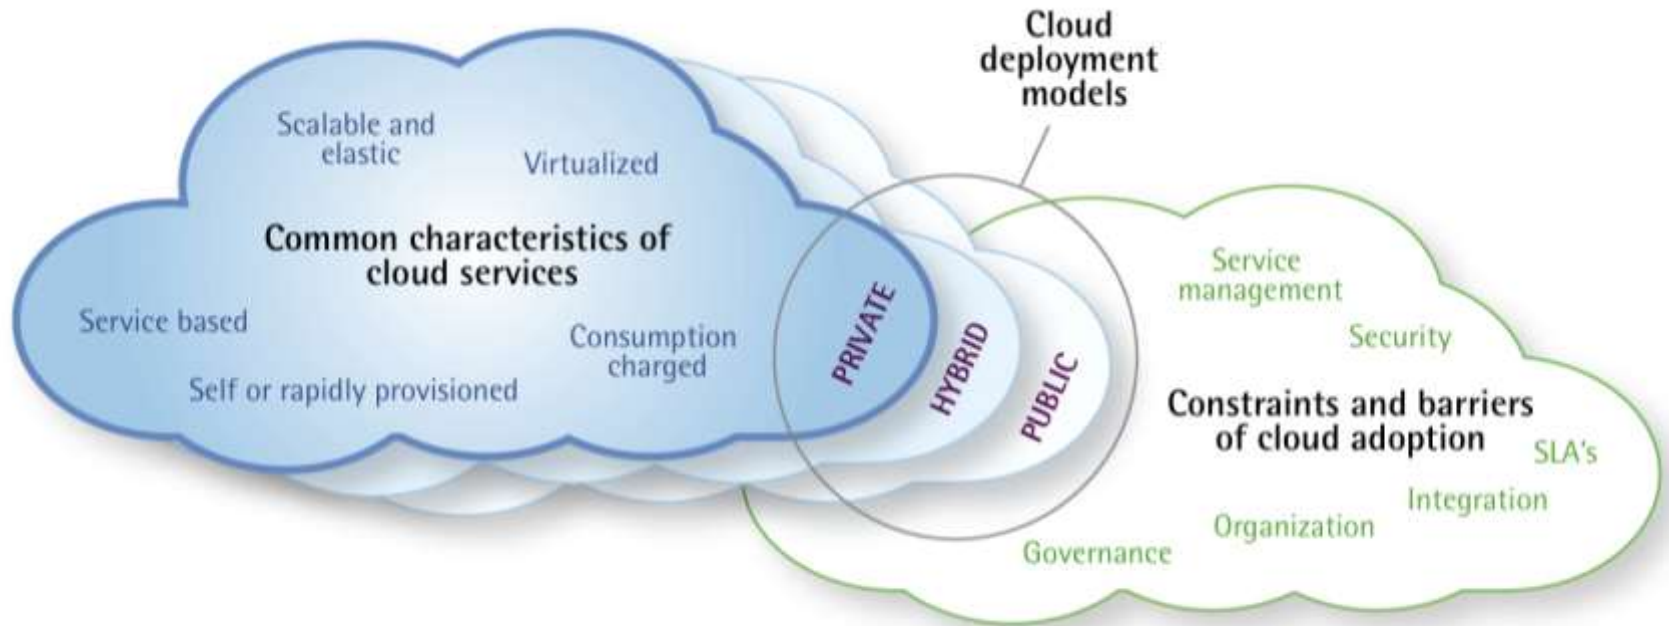 Cloud
deployment
models
Scalable and
elastic
Virtualized
Common characteristics of
cloud services
Service based
Consumption
charged
Self or rapidly provisioned
PRIVATE
HYBRID
PUBLIC
Service
management
Security
Constraints and barriers
of cloud adoption
SLA's
Integration
Organization
Governance